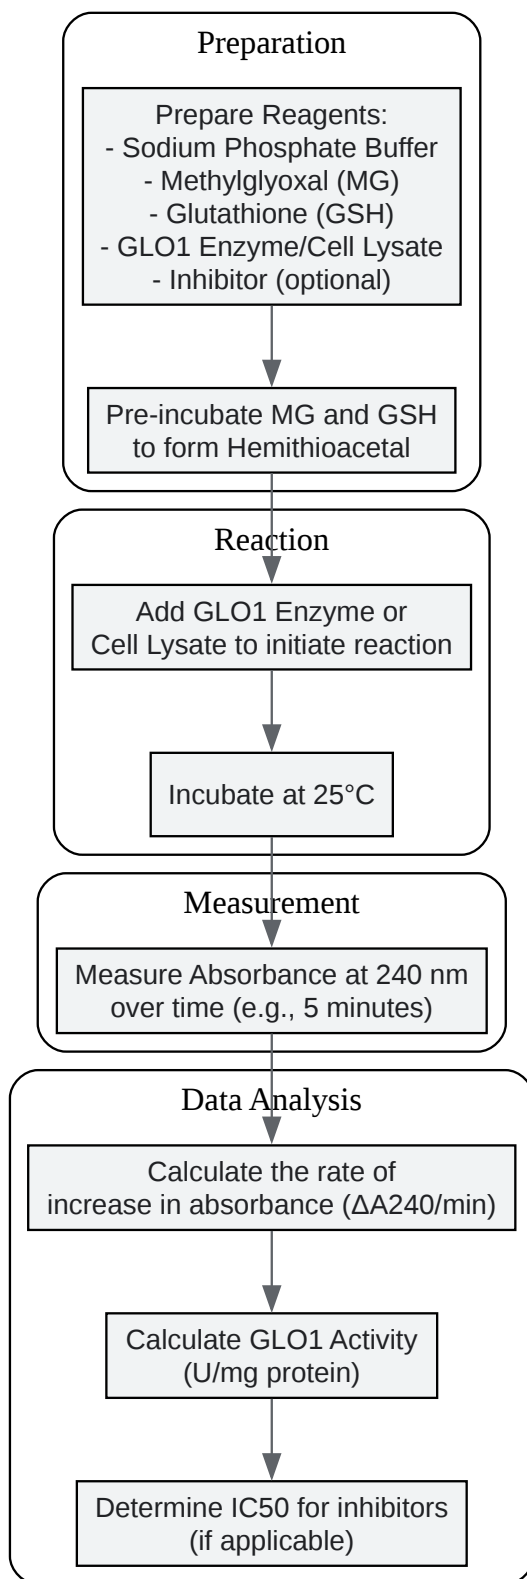 Preparation
Prepare Reagents:
- Sodium Phosphate Buffer
- Methylglyoxal (MG)
- Glutathione (GSH)
- GLO1 Enzyme/Cell Lysate
- Inhibitor (optional)
Pre-incubate MG and GSH
to form Hemithioacetal
Reaction
Add GLO1 Enzyme or
Cell Lysate to initiate reaction
Incubate at 25°C
Measurement
Measure Absorbance at 240 nm
over time (e.g., 5 minutes)
Data Analysis
Calculate the rate of
increase in absorbance (ΔA240/min)
Calculate GLO1 Activity
(U/mg protein)
Determine IC50 for inhibitors
(if applicable)